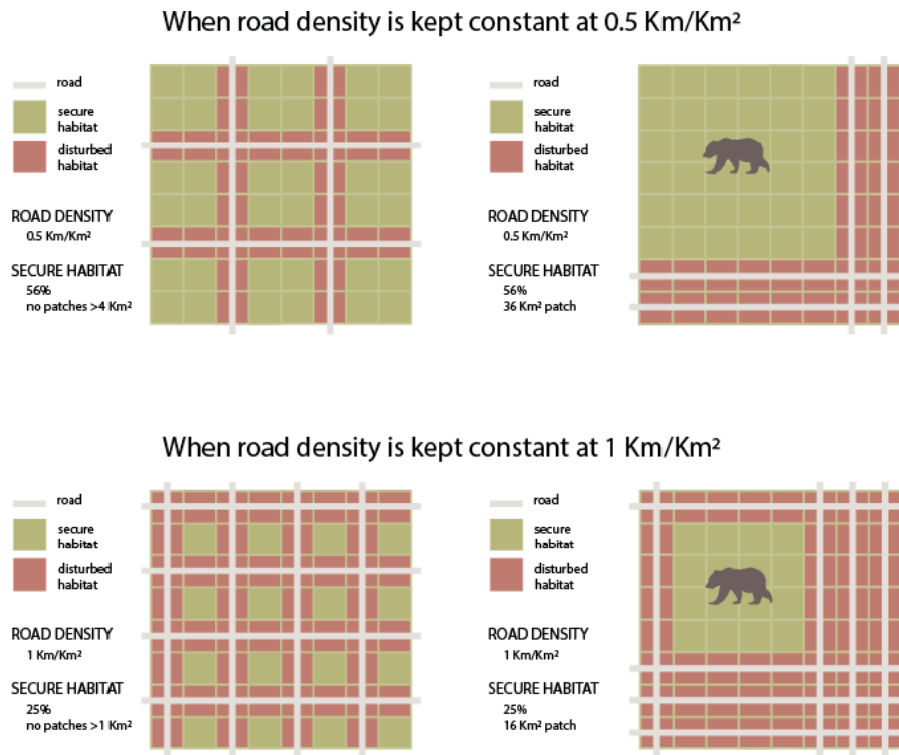 When road density is kept constant at 0.5 Km/Km²
road
secure
habitat
disturbed
habitat
ROAD DENSITY
0.5 Km/Km²
SECURE HABITAT
56%
no patches >4 Km²
road
secure
habitat
disturbed
habitat
ROAD DENSITY
0.5 Km/Km²
SECURE HABITAT
56%
36 Km² patch
When road density is kept constant at 1 Km/Km²
road
secure
habitat
disturbed
habitat
ROAD DENSITY
1 Km/Km²
SECURE HABITAT
25%
no patches >1 Km²
road
secure
habitat
disturbed
habitat
ROAD DENSITY
1 Km/Km²
SECURE HABITAT
25%
16 Km² patch